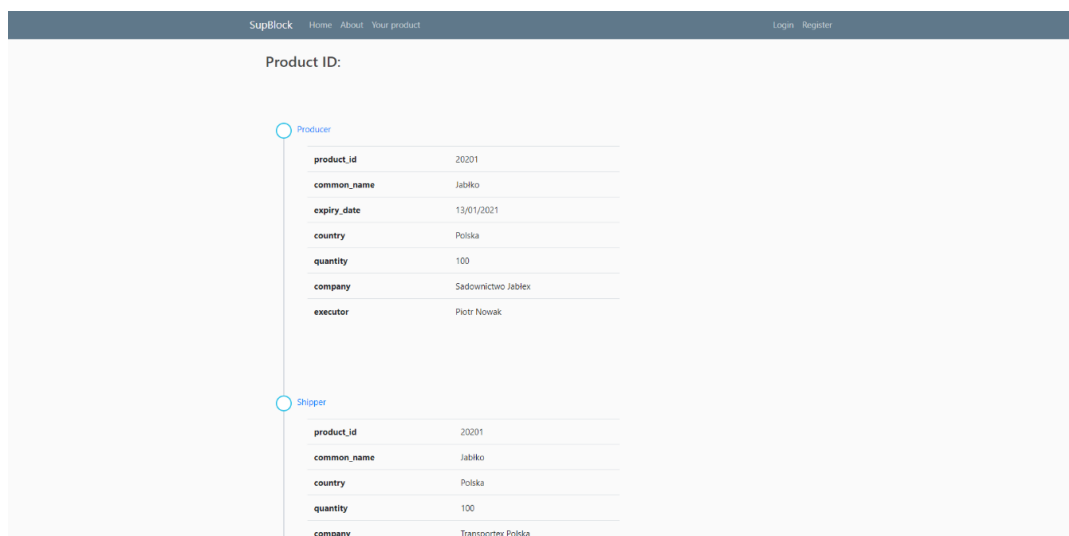 SupBlock Home About Your product Login Register
Product ID:
Producer
product_id 20201
common_name Jabłko
expiry_date 13/01/2021
country Polska
quantity 100
company Sadownictwo Jabłex
executor Piotr Nowak
Shipper
product_id 20201
common_name Jabłko
country Polska
quantity 100
company Transportex Polska